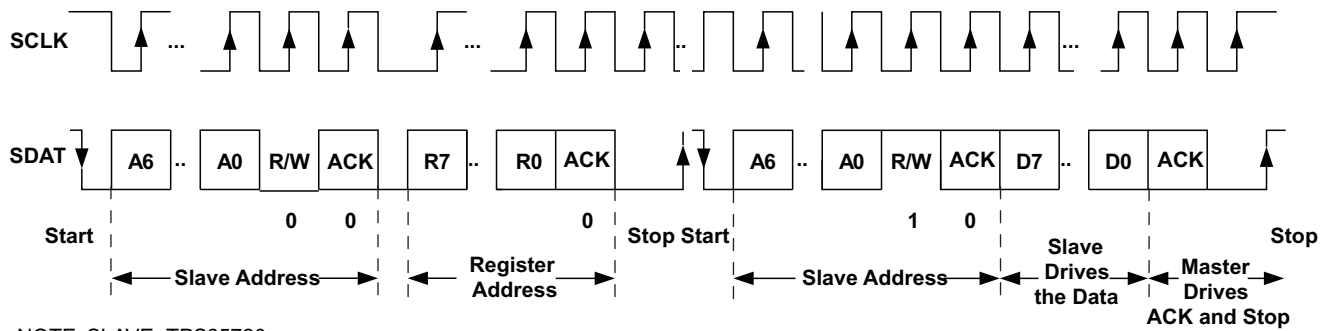 SCLK ... ... .. ...
SDAT A6 .. A0 R/W ACK R7 .. R0 ACK A6 .. A0 R/W ACK D7 .. D0 ACK
0 0 0 1 0
Start Stop Start Stop
Slave Address
Register
Address
Slave Address
Slave
Drives
the Data
Master
Drives
ACK and Stop